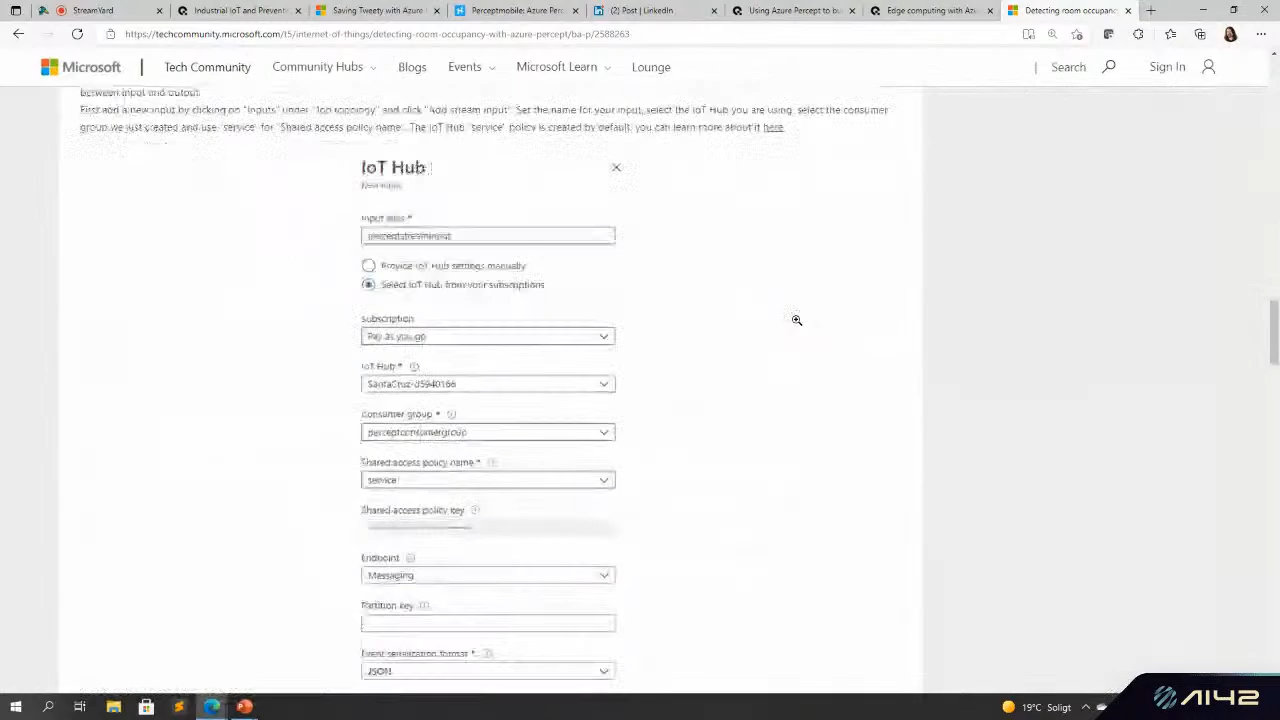 StreamYard
Industrial IoT and Prevent
Saving Tweety with Azure
Perceptmobile: Azure Perc
(2) Post | LinkedIn
Using Azure Percept to bu
Edge computing with Az
Detecting room occupanc
https://techcommunity.microsoft.com/t5/internet-of-things/detecting-room-occupancy-with-azure-percept/ba-p/2588263
Microsoft
Tech Community
Community Hubs
Blogs
Events
Microsoft Learn
Lounge
Search
Sign In
between input and output.
First add a new input by clicking on "Inputs" under "Job topology" and click "Add stream input". Set the name for your input, select the IoT Hub you are using, select the consumer
group we just created and use "service" for "Shared access policy name". The IoT Hub "service" policy is created by default, you can learn more about it here.
IoT Hub
New input
Input alias *
Provide IoT Hub settings manually
Select IoT Hub from your subscriptions
Subscription
Pay as you go
IoT Hub *
Consumer group *
perceptconsumergroup
Shared access policy name *
service
Shared access policy key
Endpoint
Messaging
Partition key
Event serialization format *
JSON
19°C Soligt
AI42